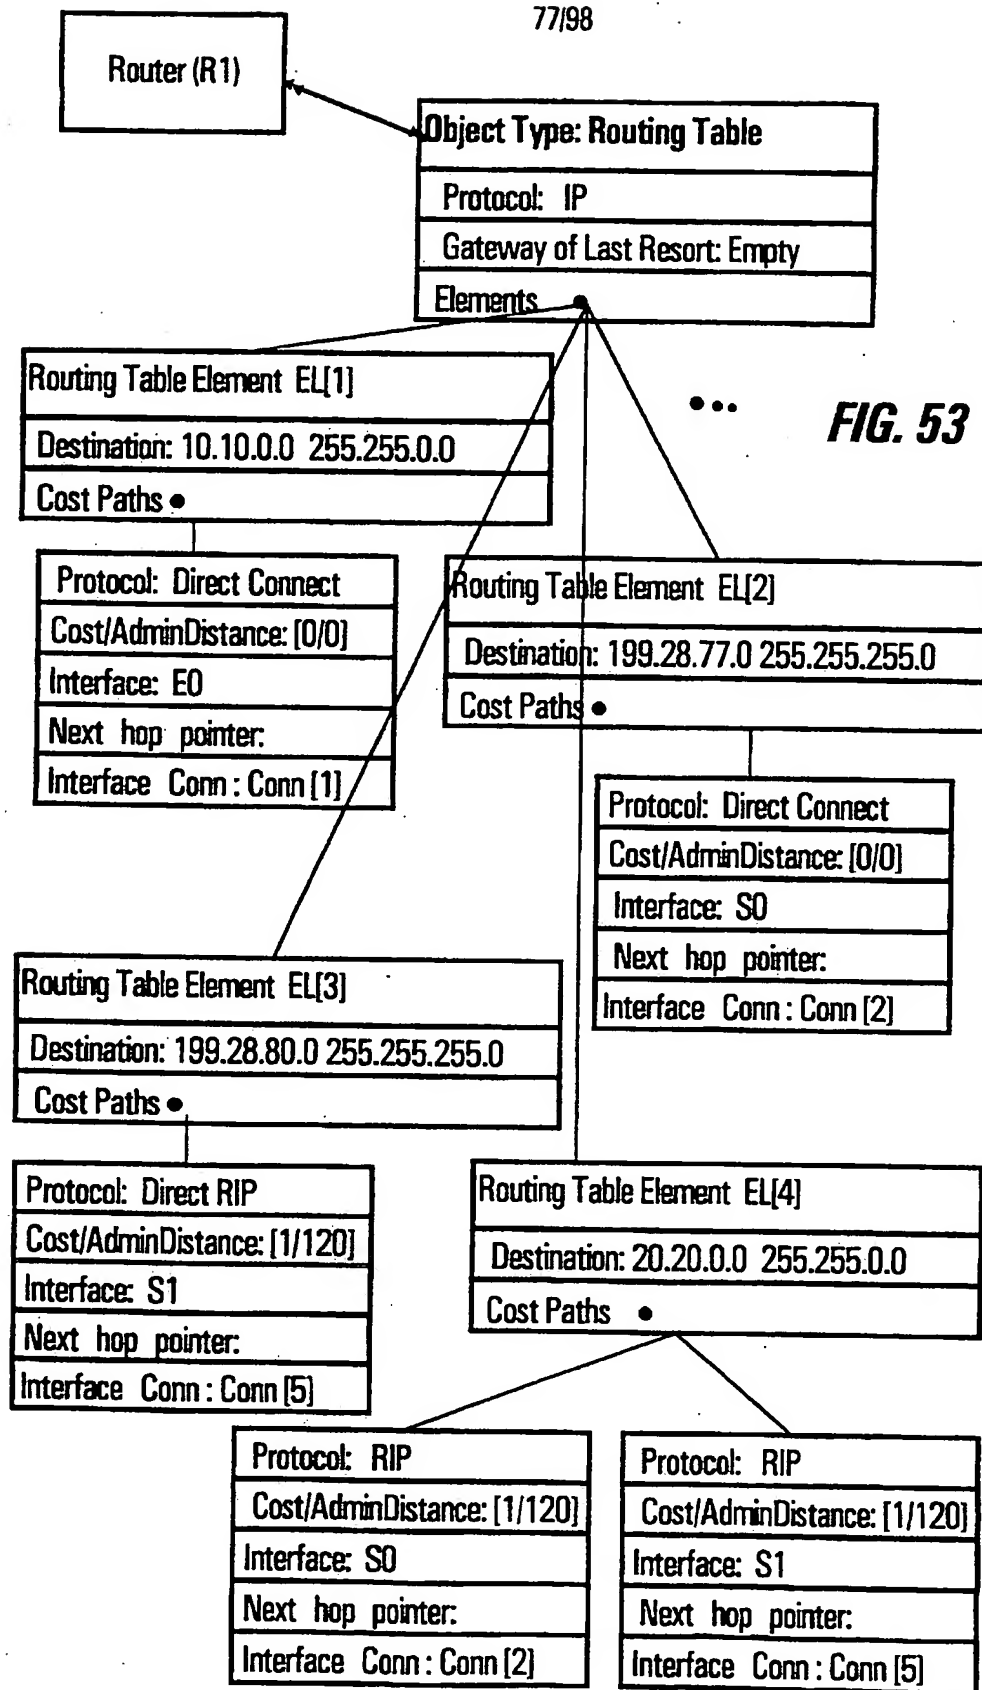 77/98
Router (R1)
Object Type: Routing Table
Protocol: IP
Gateway of Last Resort: Empty
Elements
Routing Table Element EL[1]
Destination: 10.10.0.0 255.255.0.0
Cost Paths
FIG. 53
Protocol: Direct Connect
Cost/AdminDistance: [0/0]
Interface: E0
Next hop pointer:
Interface Conn : Conn [1]
Routing Table Element EL[2]
Destination: 199.28.77.0 255.255.255.0
Cost Paths
Protocol: Direct Connect
Cost/AdminDistance: [0/0]
Interface: S0
Next hop pointer:
Interface Conn : Conn [2]
Routing Table Element EL[3]
Destination: 199.28.80.0 255.255.255.0
Cost Paths
Protocol: Direct RIP
Cost/AdminDistance: [1/120]
Interface: S1
Next hop pointer:
Interface Conn : Conn [5]
Routing Table Element EL[4]
Destination: 20.20.0.0 255.255.0.0
Cost Paths
Protocol: RIP
Cost/AdminDistance: [1/120]
Interface: S0
Next hop pointer:
Interface Conn : Conn [2]
Protocol: RIP
Cost/AdminDistance: [1/120]
Interface: S1
Next hop pointer:
Interface Conn : Conn [5]